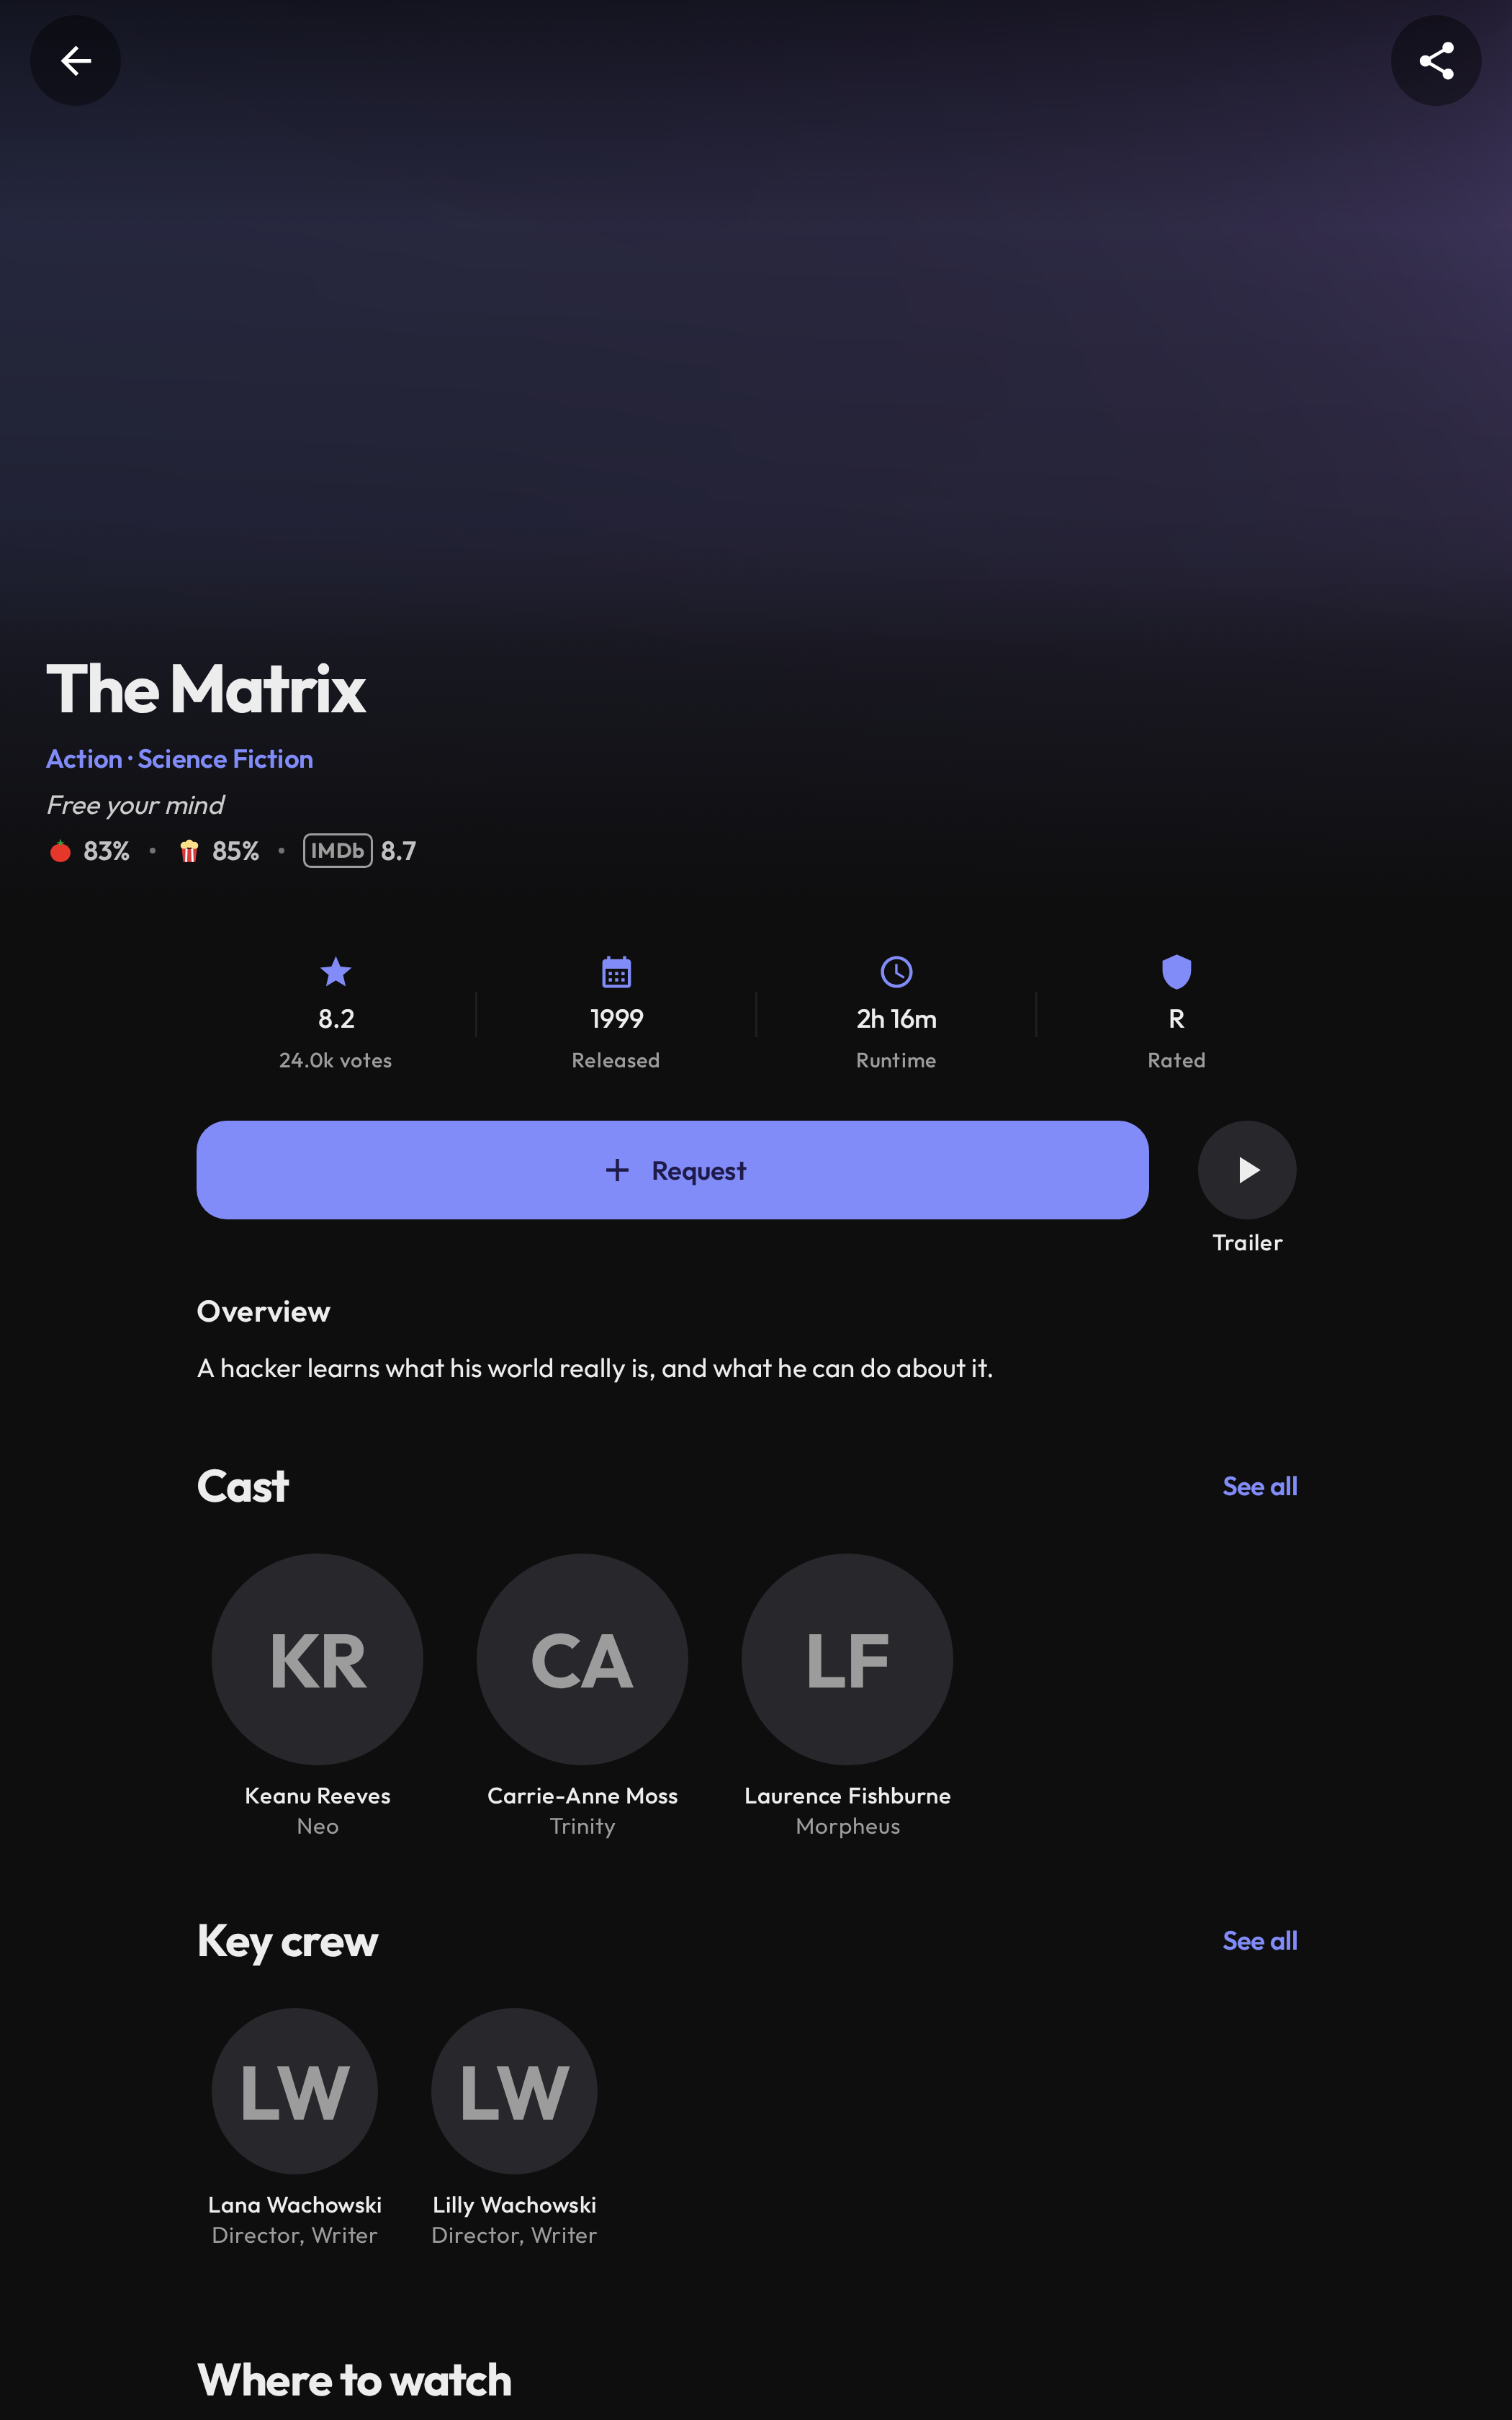 The Matrix
Action · Science Fiction
Free your mind
83% • 85% • IMDb 8.7
8.2 1999 2h 16m R
24.0k votes Released Runtime Rated
+ Request
Trailer
Overview
A hacker learns what his world really is, and what he can do about it.
Cast See all
KR CA LF
Keanu Reeves Carrie-Anne Moss Laurence Fishburne
Neo Trinity Morpheus
Key crew See all
LW LW
Lana Wachowski Lilly Wachowski
Director, Writer Director, Writer
Where to watch